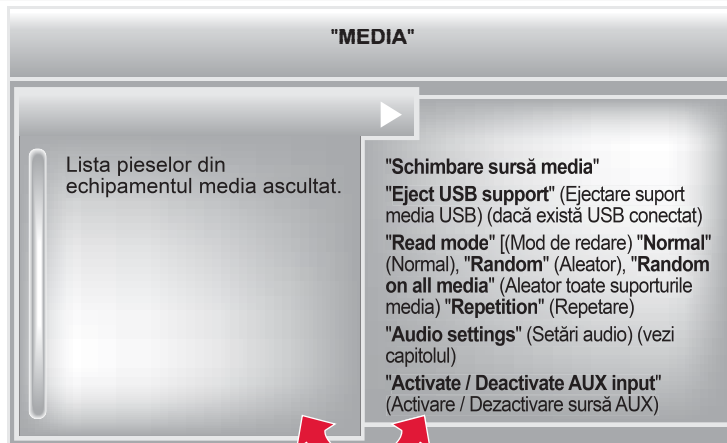 "MEDIA"
Lista pieselor din
echipamentul media ascultat.
"Schimbare sursă media"
"Eject USB support" (Ejectare suport
media USB) (dacă există USB conectat)
"Read mode" [(Mod de redare) "Normal"
(Normal), "Random" (Aleator), "Random
on all media" (Aleator toate suporturile
media) "Repetition" (Repetare)
"Audio settings" (Setări audio) (vezi
capitolul)
"Activate / Deactivate AUX input"
(Activare / Dezactivare sursă AUX)